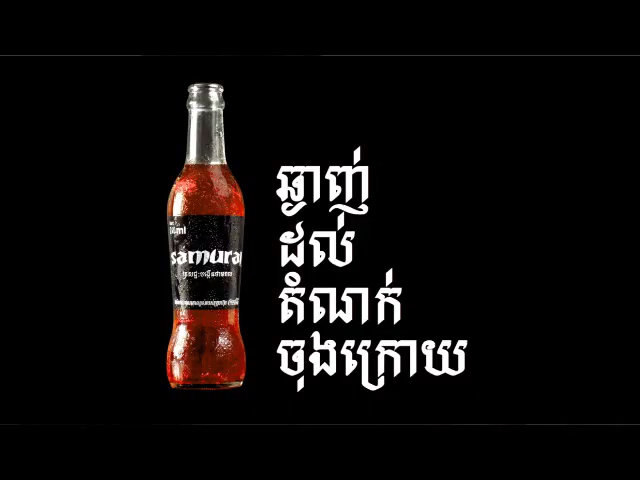 samurai
ឆ្ងាញ់
ដល់
តំណក់
ចុងក្រោយ